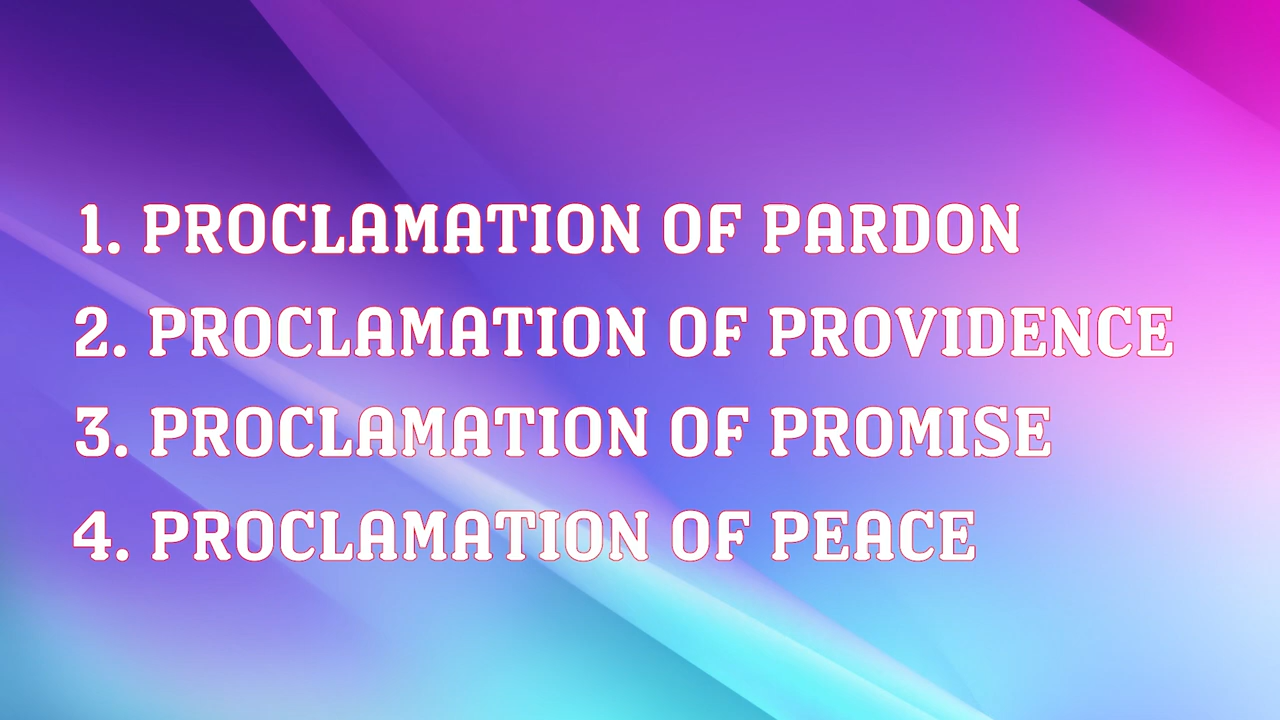 1. PROCLAMATION OF PARDON
2. PROCLAMATION OF PROVIDENCE
3. PROCLAMATION OF PROMISE
4. PROCLAMATION OF PEACE